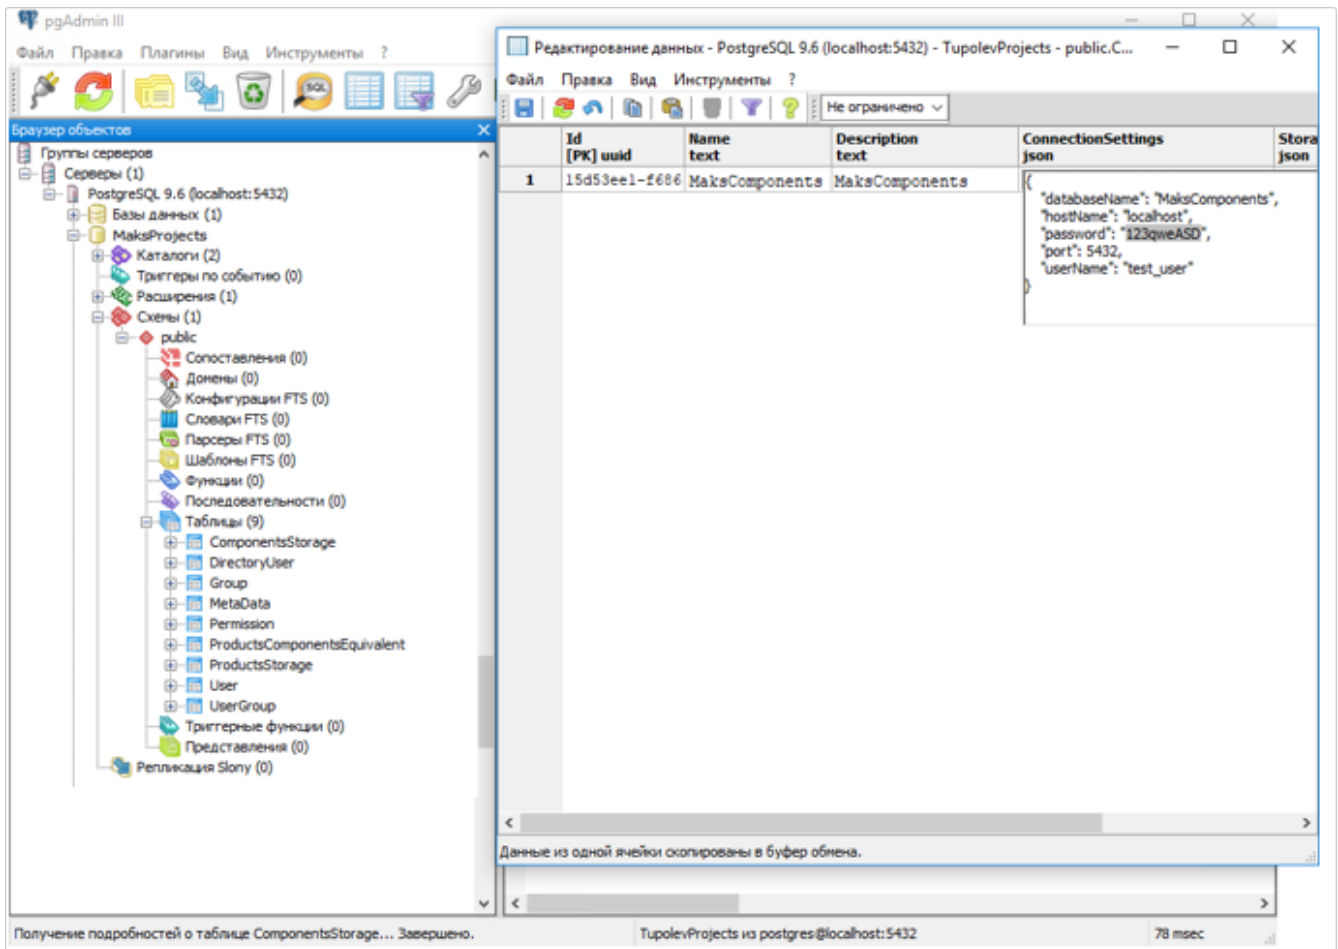 pgAdmin III
Файл Правка Плагины Вид Инструменты ?
Браузер объектов
Группы серверов
Серверы (1)
PostgreSQL 9.6 (localhost:5432)
Базы данных (1)
MaksProjects
Каталоги (2)
Триггеры по событию (0)
Расширения (1)
Схемы (1)
public
Сопоставления (0)
Домены (0)
Конфигурации FTS (0)
Словари FTS (0)
Парсеры FTS (0)
Шаблоны FTS (0)
Функции (0)
Последовательности (0)
Таблицы (9)
ComponentsStorage
DirectoryUser
Group
MetaData
Permission
ProductsComponentsEquivalent
ProductsStorage
User
UserGroup
Триггерные функции (0)
Представления (0)
Репликация Slony (0)
Редактирование данных - PostgreSQL 9.6 (localhost:5432) - TupolevProjects - public.C...
Файл Правка Вид Инструменты ?
SQL
Не ограничено
Id Name Description ConnectionSettings Stora
[PK] uuid text text json json
1 15d53ee1-f686 MaksComponents MaksComponents
{
"databaseName": "MaksComponents",
"hostName": "localhost",
"password": "123qweASD",
"port": 5432,
"userName": "test_user"
}
Данные из одной ячейки скопированы в буфер обмена.
Получение подробностей о таблице ComponentsStorage... Завершено. TupolevProjects из postgres@localhost:5432 78 msec